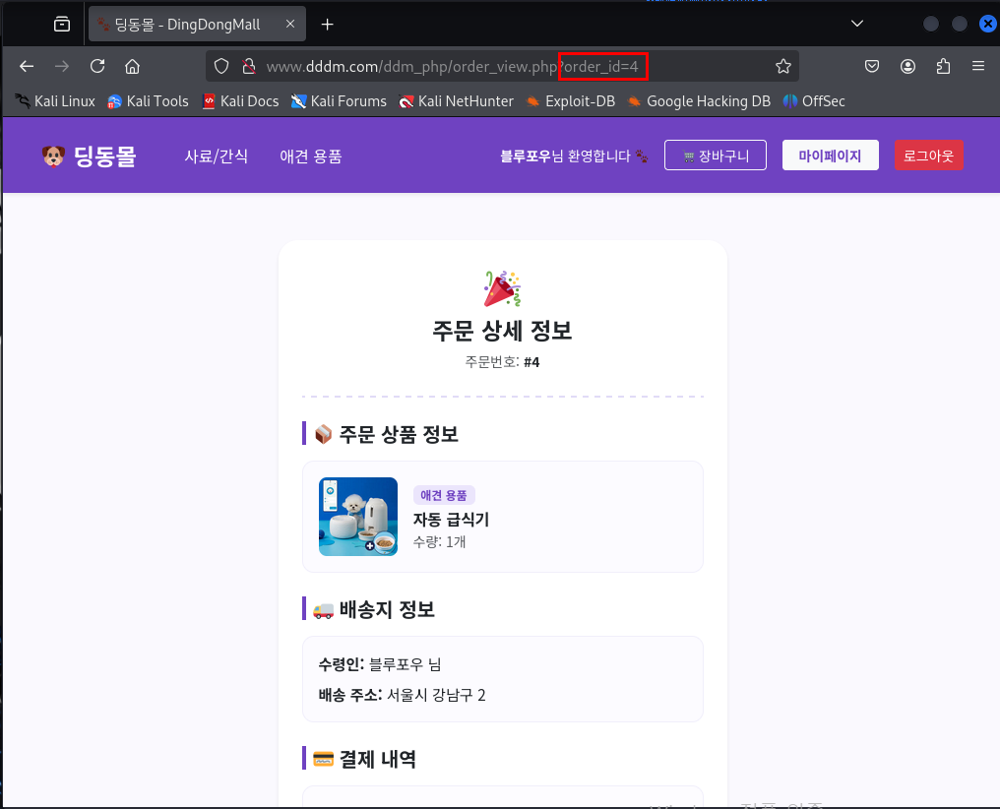 딩동몰 - DingDongMall
www.dddm.com/ddm_php/order_view.php?order_id=4
Kali Linux Kali Tools Kali Docs Kali Forums Kali NetHunter Exploit-DB Google Hacking DB OffSec
딩동몰 사료/간식 애견 용품 블루포우님 환영합니다 장바구니 마이페이지 로그아웃
주문 상세 정보
주문번호: #4
주문 상품 정보
애견 용품
자동 급식기
수량: 1개
배송지 정보
수령인: 블루포우 님
배송 주소: 서울시 강남구 2
결제 내역